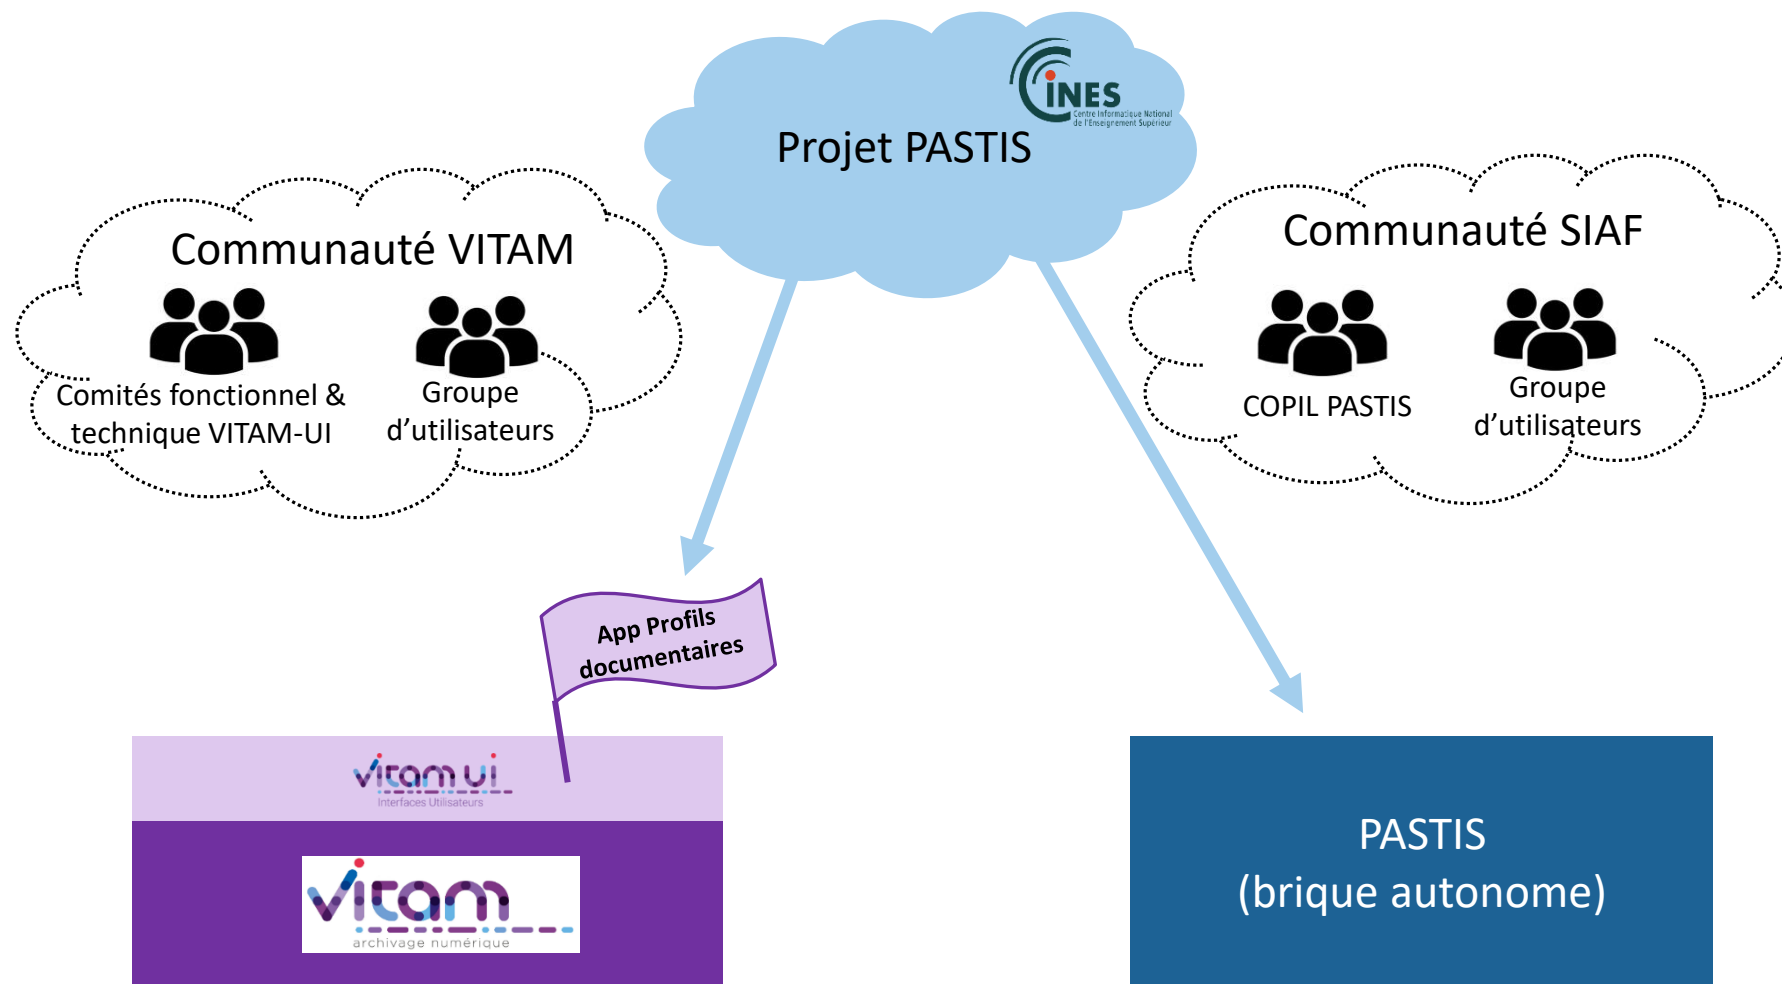 CINES
Centre Informatique National
de l'Enseignement Supérieur
Projet PASTIS
Communauté VITAM
Comités fonctionnel &
technique VITAM-UI
Groupe
d’utilisateurs
Communauté SIAF
COPIL PASTIS
Groupe
d’utilisateurs
App Profils
documentaires
vitam ui
Interfaces Utilisateurs
vitam
archivage numérique
PASTIS
(brique autonome)